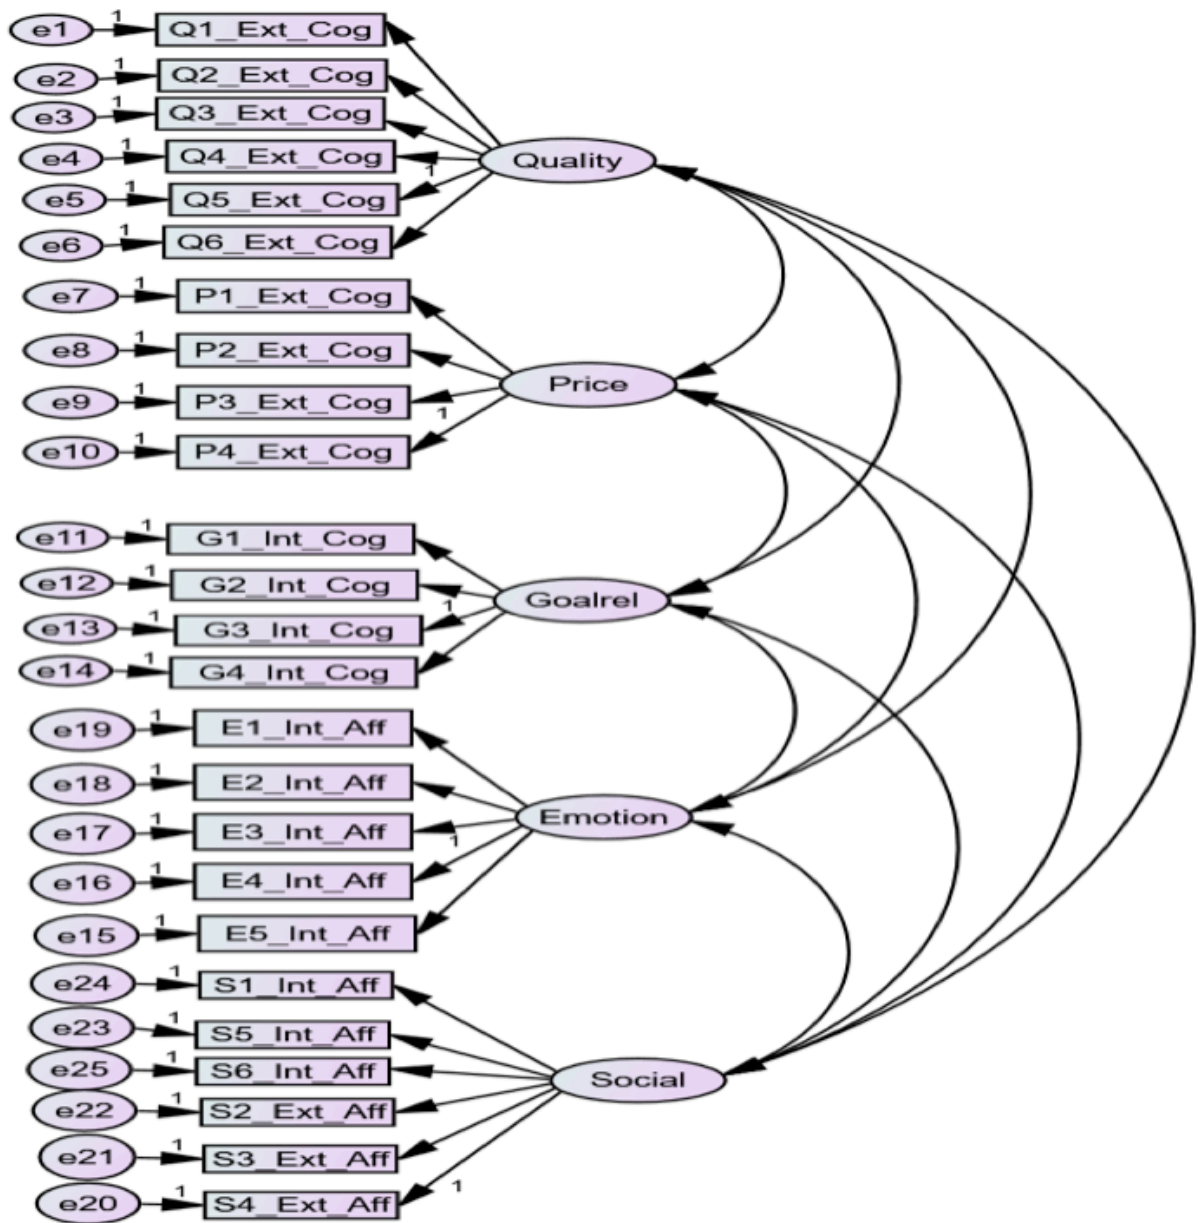 e1 1 Q1_Ext_Cog
e2 1 Q2_Ext_Cog
e3 1 Q3_Ext_Cog
e4 1 Q4_Ext_Cog 1
e5 1 Q5_Ext_Cog
e6 1 Q6_Ext_Cog
Quality
e7 1 P1_Ext_Cog
e8 1 P2_Ext_Cog
e9 1 P3_Ext_Cog 1
e10 1 P4_Ext_Cog
Price
e11 1 G1_Int_Cog
e12 1 G2_Int_Cog 1
e13 1 G3_Int_Cog
e14 1 G4_Int_Cog
Goalrel
e19 1 E1_Int_Aff
e18 1 E2_Int_Aff
e17 1 E3_Int_Aff 1
e16 1 E4_Int_Aff
e15 1 E5_Int_Aff
Emotion
e24 1 S1_Int_Aff
e23 1 S5_Int_Aff
e25 1 S6_Int_Aff
e22 1 S2_Ext_Aff
e21 1 S3_Ext_Aff
e20 1 S4_Ext_Aff 1
Social